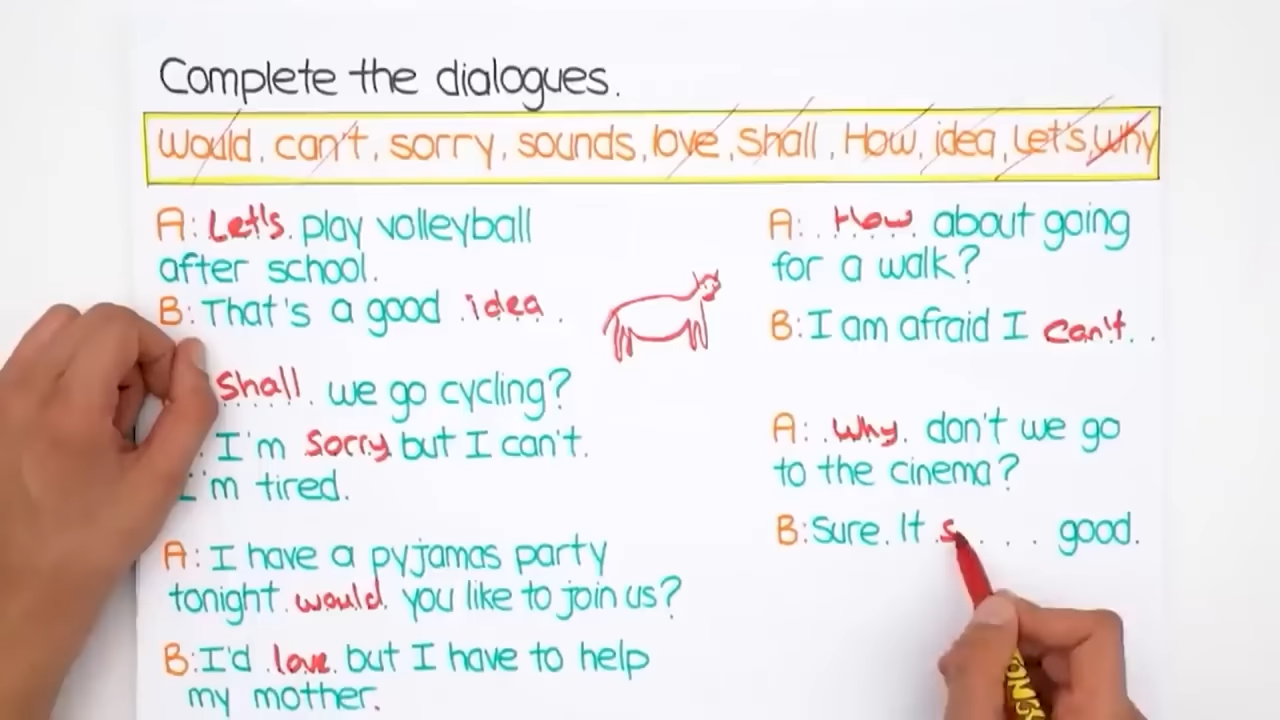 Complete the dialogues.
Would, can't, sorry, sounds, love, Shall, How, idea, Let's, Why
A: Let's play volleyball
after school.
B: That's a good idea.
Shall we go cycling?
I'm sorry but I can't.
I'm tired.
A: I have a pyjamas party
tonight. would you like to join us?
B: I'd love but I have to help
my mother.
A: How about going
for a walk?
B: I am afraid I can't.
A: Why don't we go
to the cinema?
B: Sure. It s.... good.